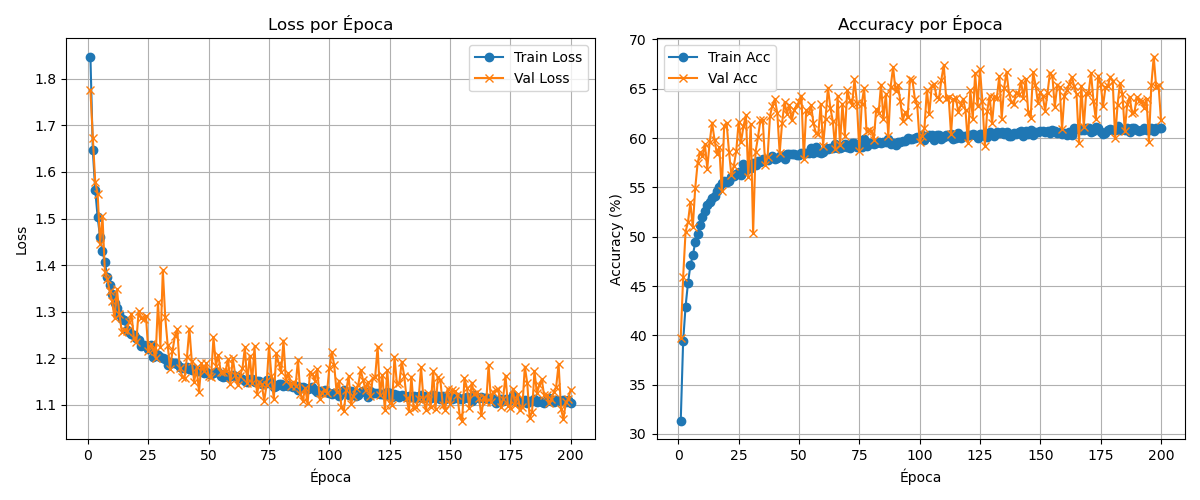 Loss por Época
Train Loss
Val Loss
Loss
1.8
1.7
1.6
1.5
1.4
1.3
1.2
1.1
0 25 50 75 100 125 150 175 200
Época
Accuracy por Época
Train Acc
Val Acc
Accuracy (%)
70
65
60
55
50
45
40
35
30
0 25 50 75 100 125 150 175 200
Época